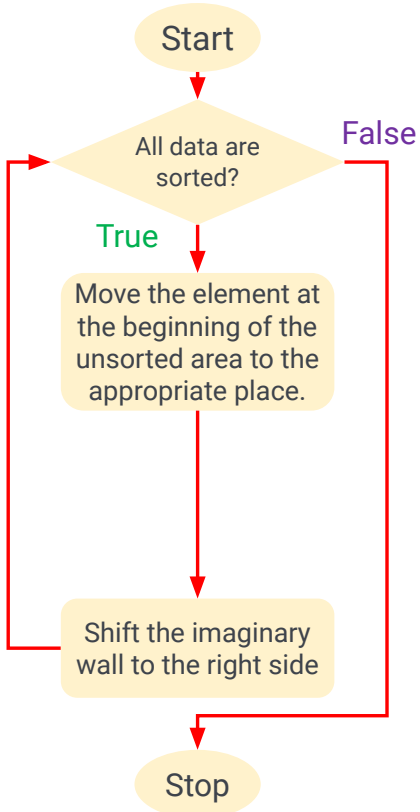 Start
All data are
sorted?
False
True
Move the element at
the beginning of the
unsorted area to the
appropriate place.
Shift the imaginary
wall to the right side
Stop